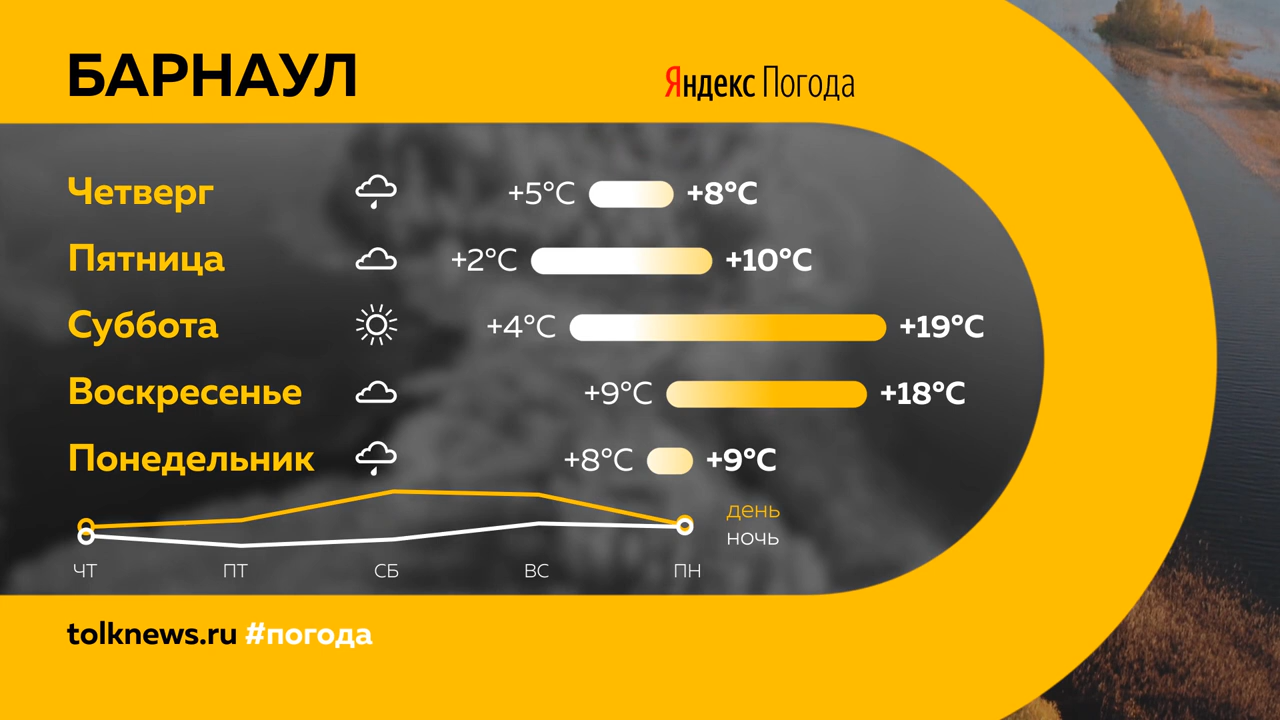 БАРНАУЛ
Яндекс Погода
Четверг +5°C +8°C
Пятница +2°C +10°C
Суббота +4°C +19°C
Воскресенье +9°C +18°C
Понедельник +8°C +9°C
день
ночь
ЧТ ПТ СБ ВС ПН
tolknews.ru #погода